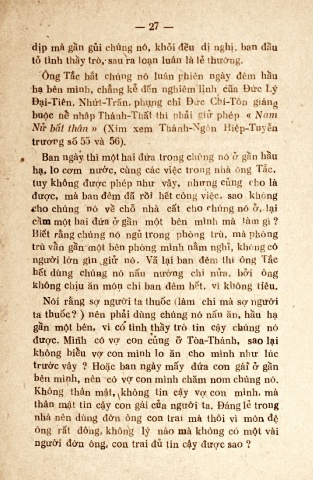 — 27 —
dịp mà gần gũi chúng nó, khỏi đều dị nghị, ban đầu
tỏ tình thầy trò, sau ra loạn luân là lẽ thường.
Ông Tắc bắt chúng nó luân phiên ngày đêm hầu
hạ bên mình, chẳng kể đến nghiêm lịnh của Đức Lý
Đại-Tiên, Nhứt-Trấn, phụng chỉ Đức Chí-Tôn giáng
buộc nề nhập Thánh-Thất thì phải giữ phép « Nam
Nữ bất thân » (Xin xem Thánh-Ngôn Hiệp-Tuyển
trương số 55 và 56).
Ban ngày thì một hai đứa trong chúng nó ở gần hầu
hạ, lo cơm nước, cùng các việc trong nhà ông Tắc,
tuy không được phép như vậy, nhưng cũng cho là
được, mà ban đêm đã rồi hết công việc, sao không
cho chúng nó về chỗ nhà cất cho chúng nó ở, lại
cầm một hai đứa ở gần một bên mình mà làm gì ?
Biết rằng chúng nó ngủ trong phòng trù, mà phòng
trù vẫn gần một bên phòng mình nằm nghỉ, không có
người lớn gìn giữ nó. Vã lại ban đêm thì ông Tắc
hết dùng chúng nó nấu nướng chi nữa, bởi ông
không chịu ăn món chi ban đêm hết, vì không tiêu.
Nói rằng sợ người ta thuốc (làm chi mà sợ người
ta thuốc? ) nên phải dùng chúng nó nấu ăn, hầu hạ
gần một bên, vì có tình thầy trò tin cậy chúng nó
được. Mình có vợ con cũng ở Tòa-Thánh, sao lại
không biểu vợ con mình lo ăn cho mình như lúc
trước vậy ? Hoặc ban ngày mấy đứa con gái ở gần
bên mình, nên có vợ con mình chăm nom chúng nó.
Không thân mật, không tin cậy vợ con mình, mà
thân mật tin cậy con gái của người ta. Đáng lẽ trong
nhà nên dùng đờn ông con trai mà thôi vì môn đệ
ông rất đông, không lý nào mà không có một vài
người đờn ông, con trai đủ tin cậy được sao ?